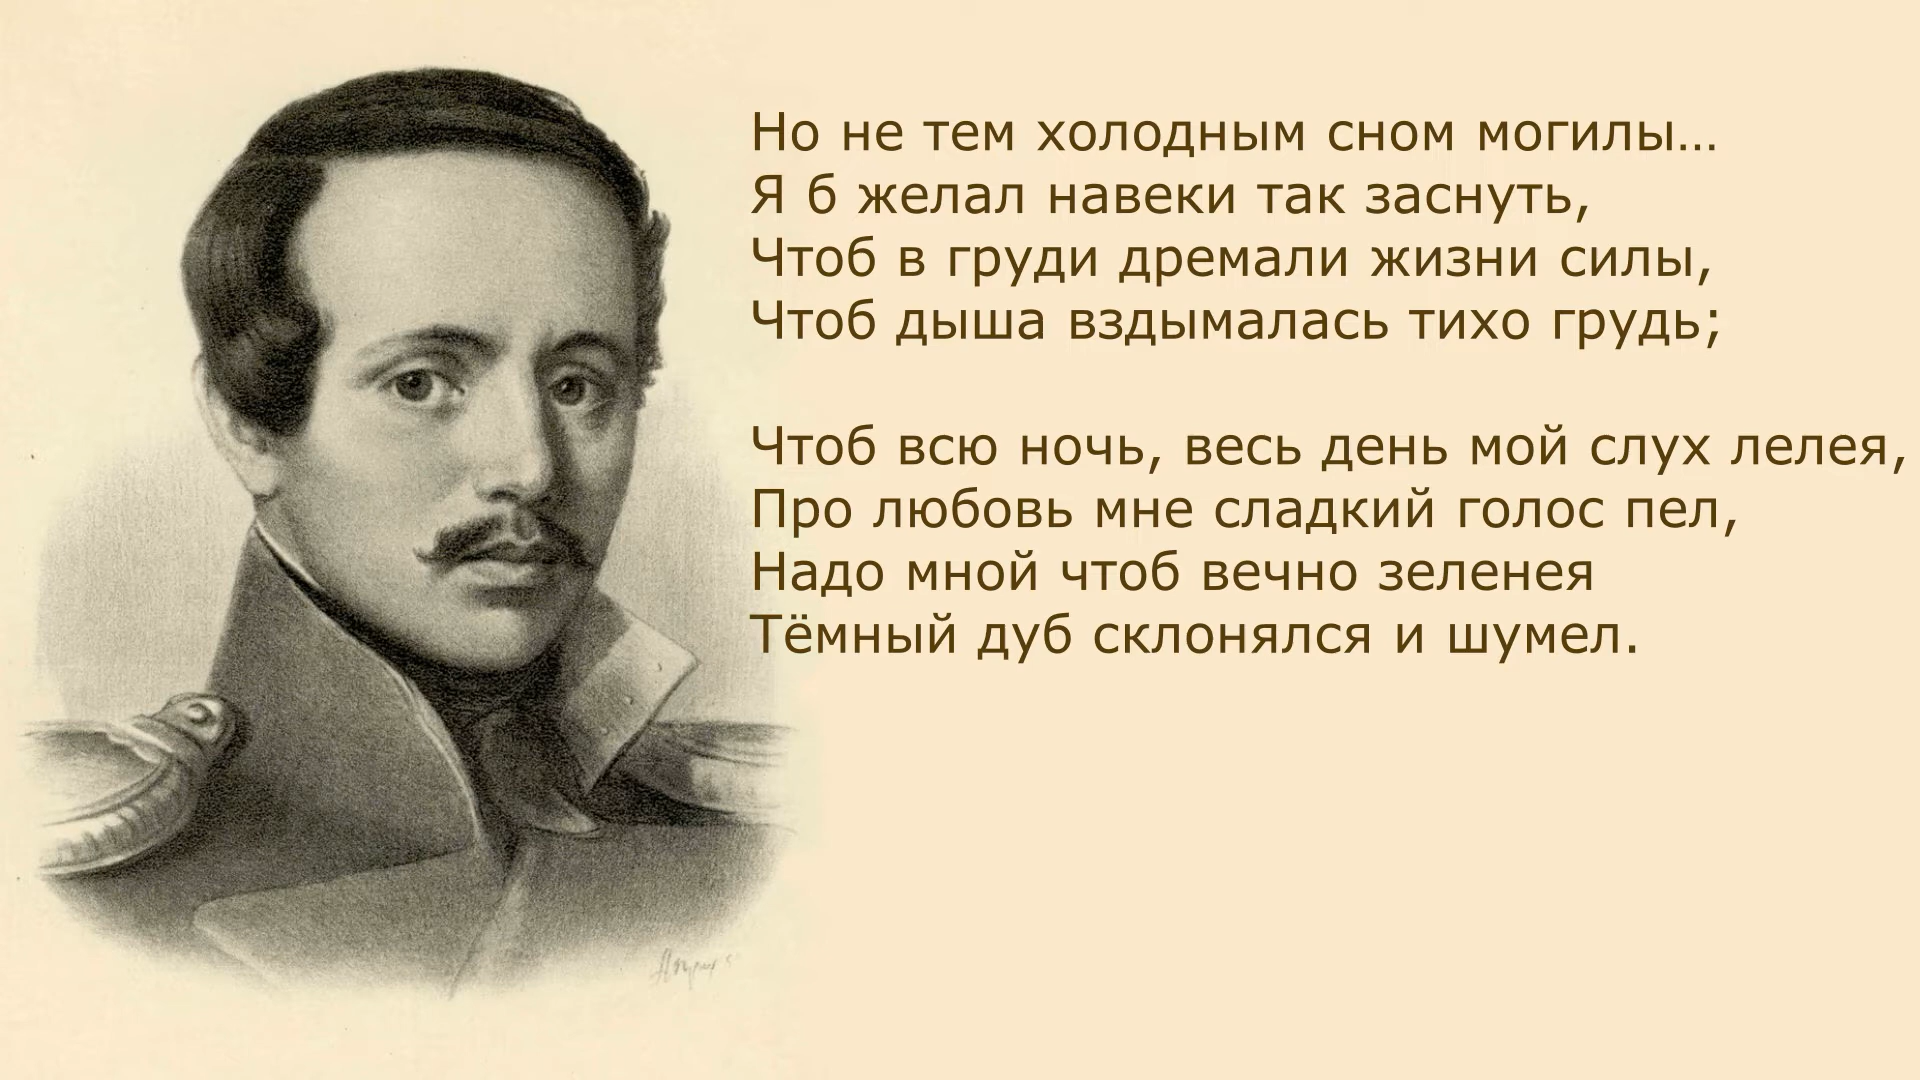 Но не тем холодным сном могилы…
Я б желал навеки так заснуть,
Чтоб в груди дремали жизни силы,
Чтоб дыша вздымалась тихо грудь;
Чтоб всю ночь, весь день мой слух лелея,
Про любовь мне сладкий голос пел,
Надо мной чтоб вечно зеленея
Тёмный дуб склонялся и шумел.